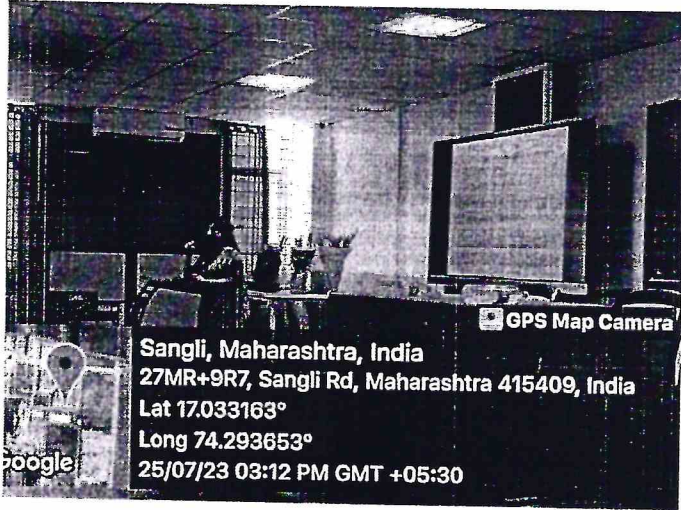 GPS Map Camera
Sangli, Maharashtra, India
27MR+9R7, Sangli Rd, Maharashtra 415409, India
Lat 17.033163°
Long 74.293653°
25/07/23 03:12 PM GMT +05:30
Google